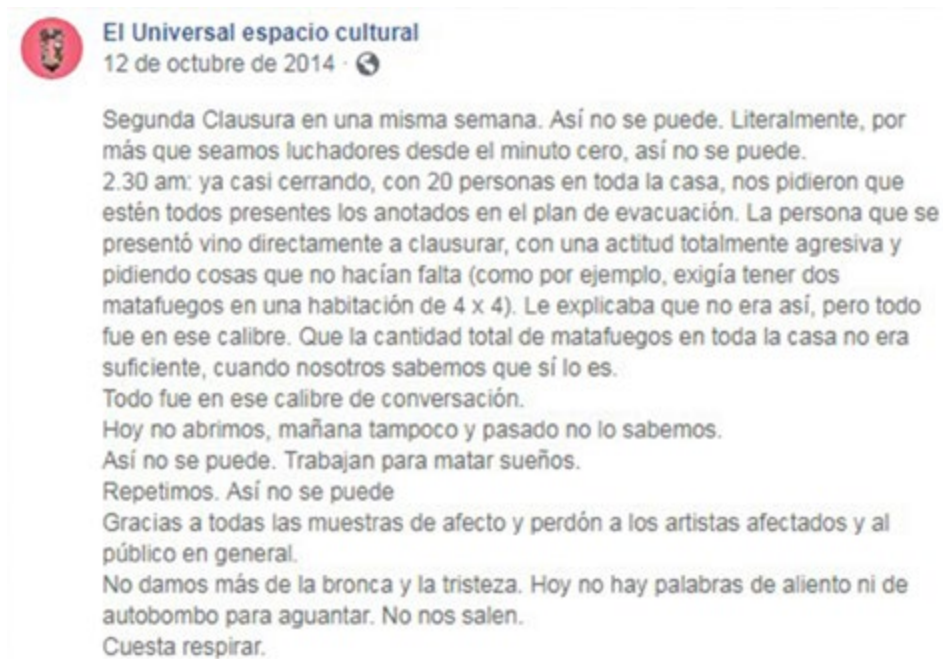 El Universal espacio cultural
12 de octubre de 2014 ·
Segunda Clausura en una misma semana. Así no se puede. Literalmente, por
más que seamos luchadores desde el minuto cero, así no se puede.
2.30 am: ya casi cerrando, con 20 personas en toda la casa, nos pidieron que
estén todos presentes los anotados en el plan de evacuación. La persona que se
presentó vino directamente a clausurar, con una actitud totalmente agresiva y
pidiendo cosas que no hacían falta (como por ejemplo, exigía tener dos
matafuegos en una habitación de 4 x 4). Le explicaba que no era así, pero todo
fue en ese calibre. Que la cantidad total de matafuegos en toda la casa no era
suficiente, cuando nosotros sabemos que sí lo es.
Todo fue en ese calibre de conversación.
Hoy no abrimos, mañana tampoco y pasado no lo sabemos.
Así no se puede. Trabajan para matar sueños.
Repetimos. Así no se puede
Gracias a todas las muestras de afecto y perdón a los artistas afectados y al
público en general.
No damos más de la bronca y la tristeza. Hoy no hay palabras de aliento ni de
autobombo para aguantar. No nos salen.
Cuesta respirar.